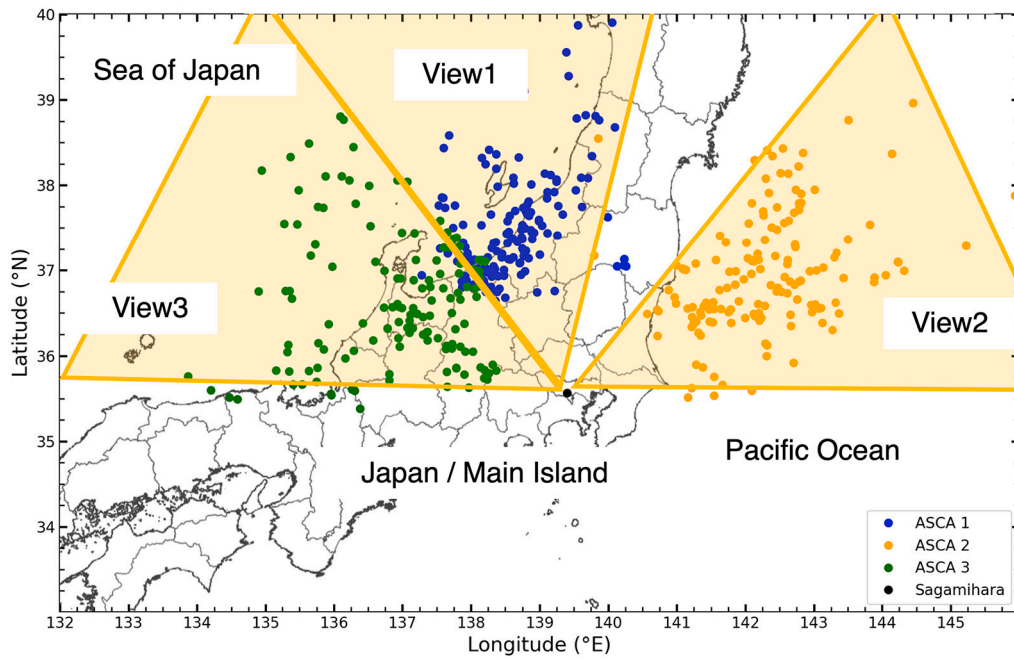 40
39
38
37
36
35
34
Latitude (°N)
Sea of Japan
View1
View3
View2
Pacific Ocean
Japan / Main Island
ASCA 1
ASCA 2
ASCA 3
Sagamihara
132 133 134 135 136 137 138 139 140 141 142 143 144 145
Longitude (°E)